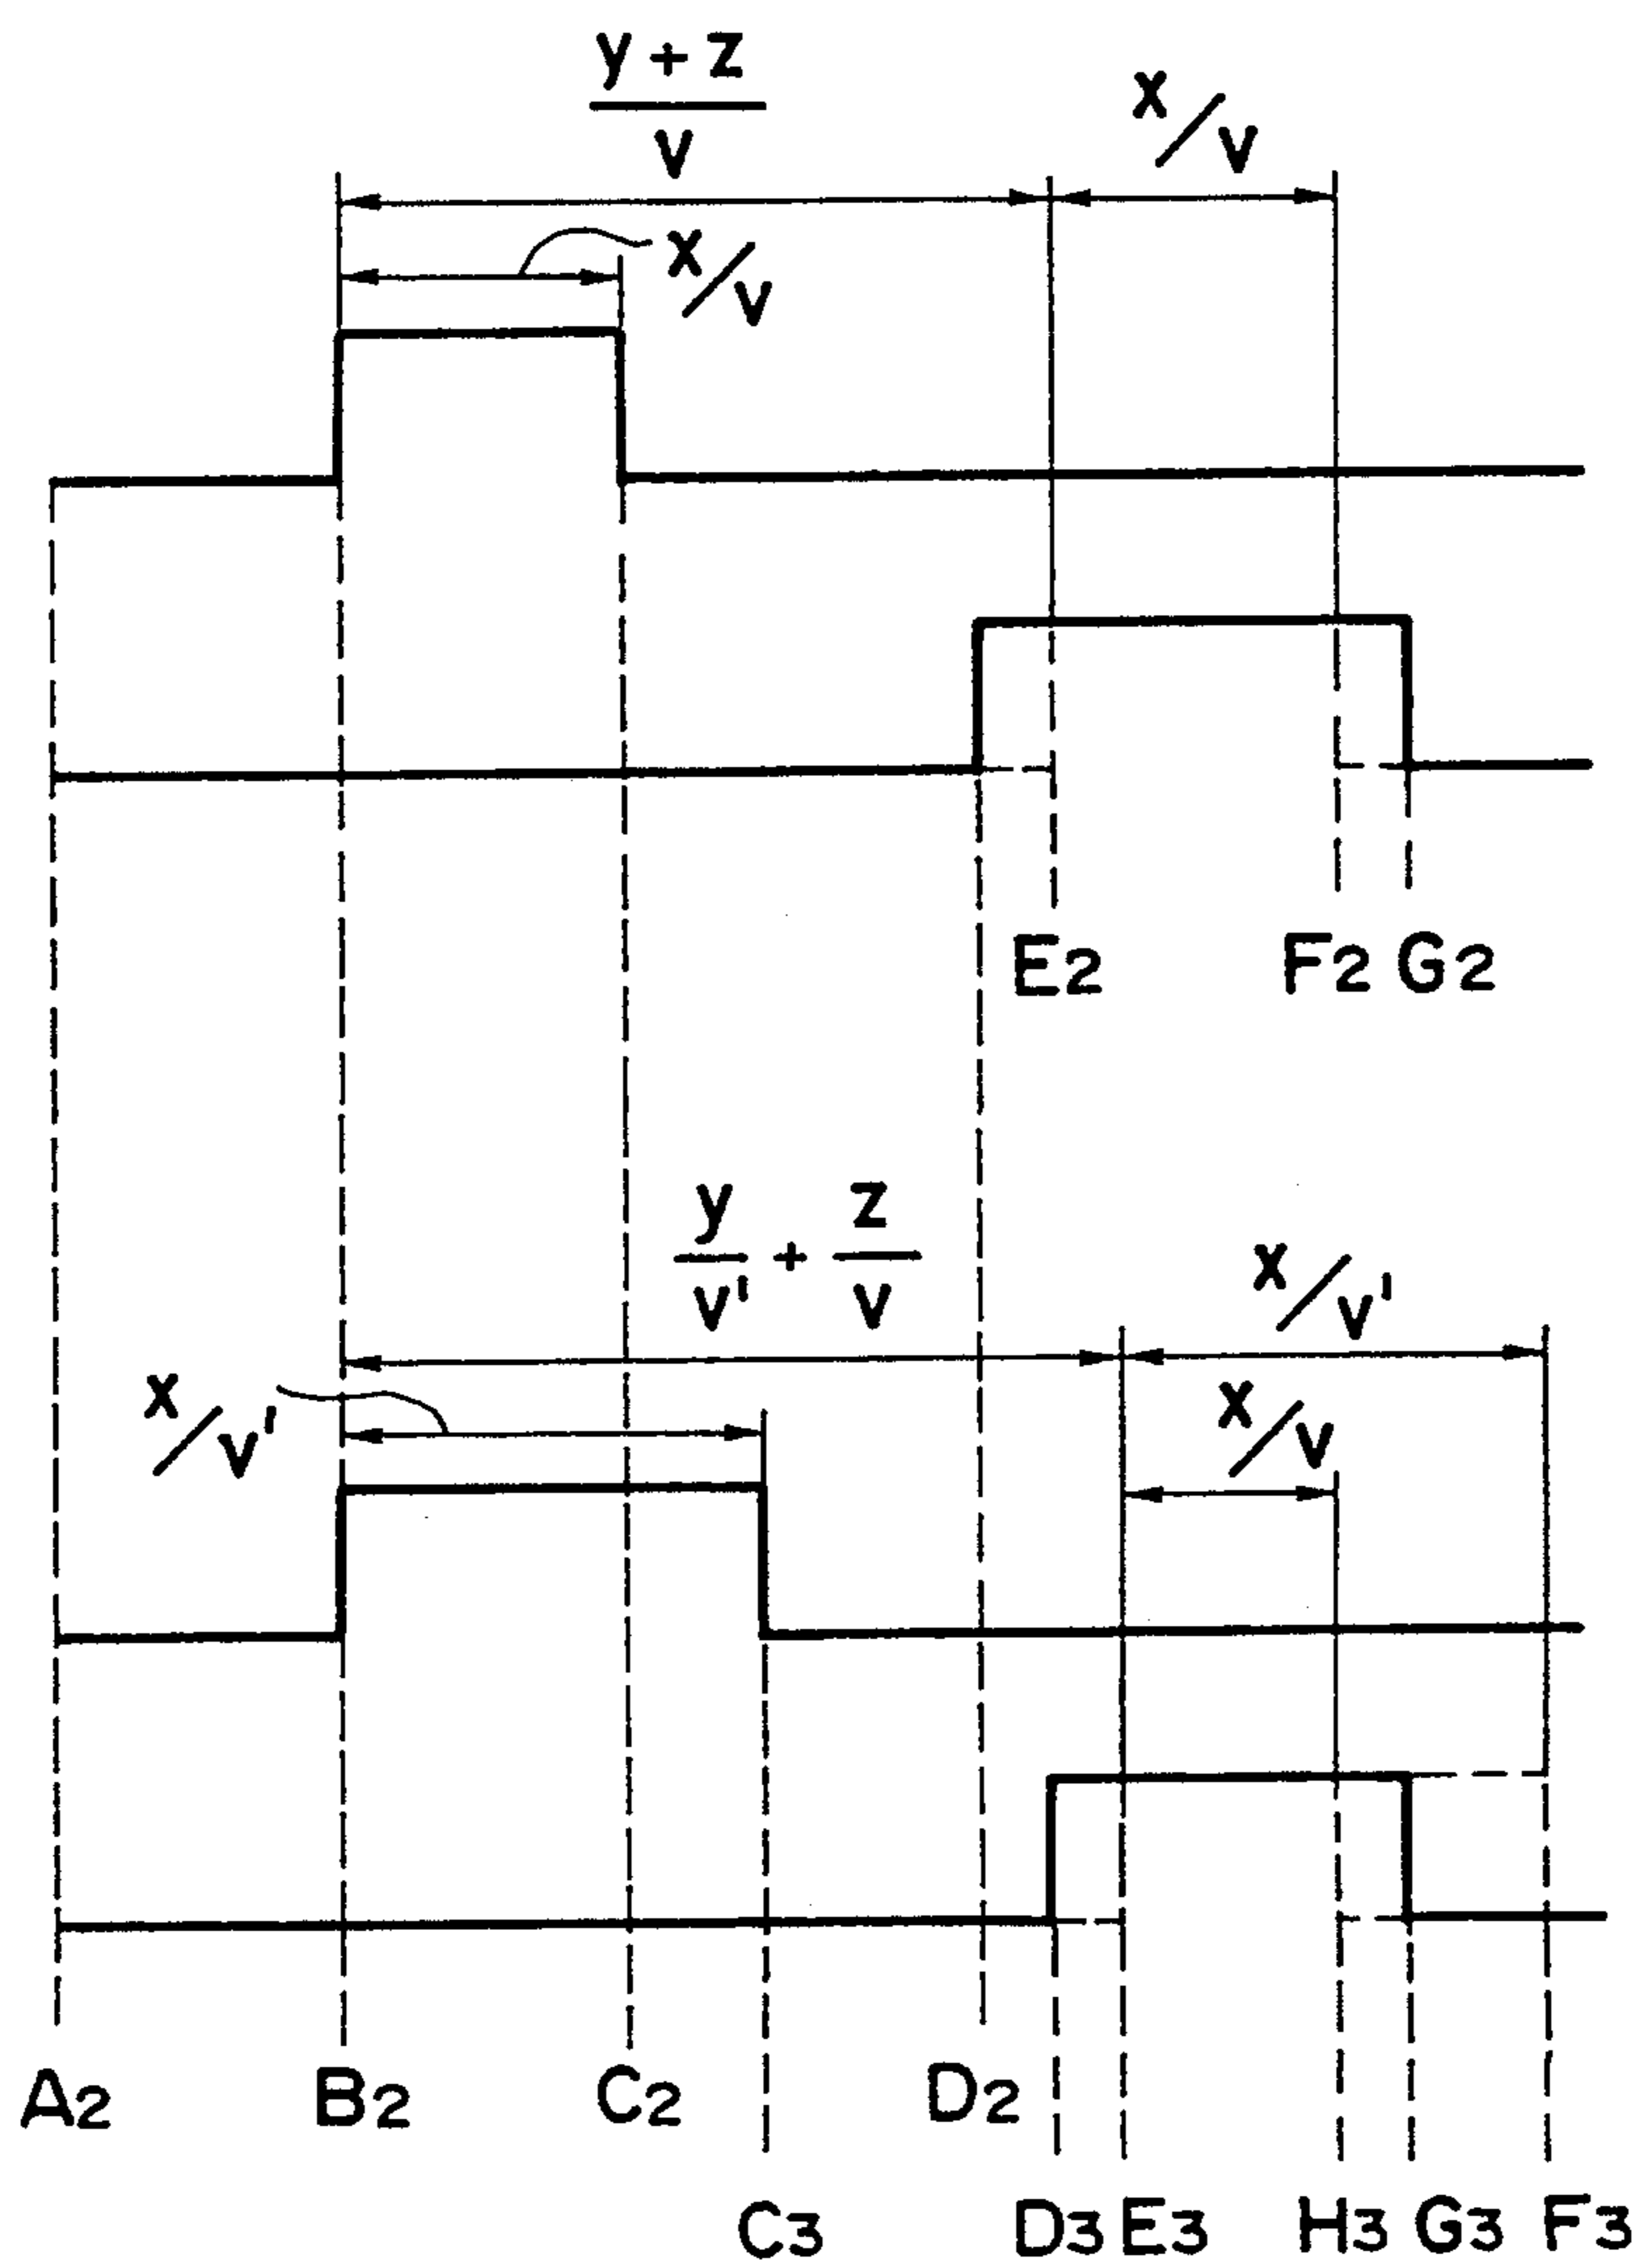 y + z
v
x/v
x/v
E2 F2 G2
y/v' + z/v
x/v'
x/v'
x/v
A2 B2 C2 D2
C3 D3 E3 H3 G3 F3